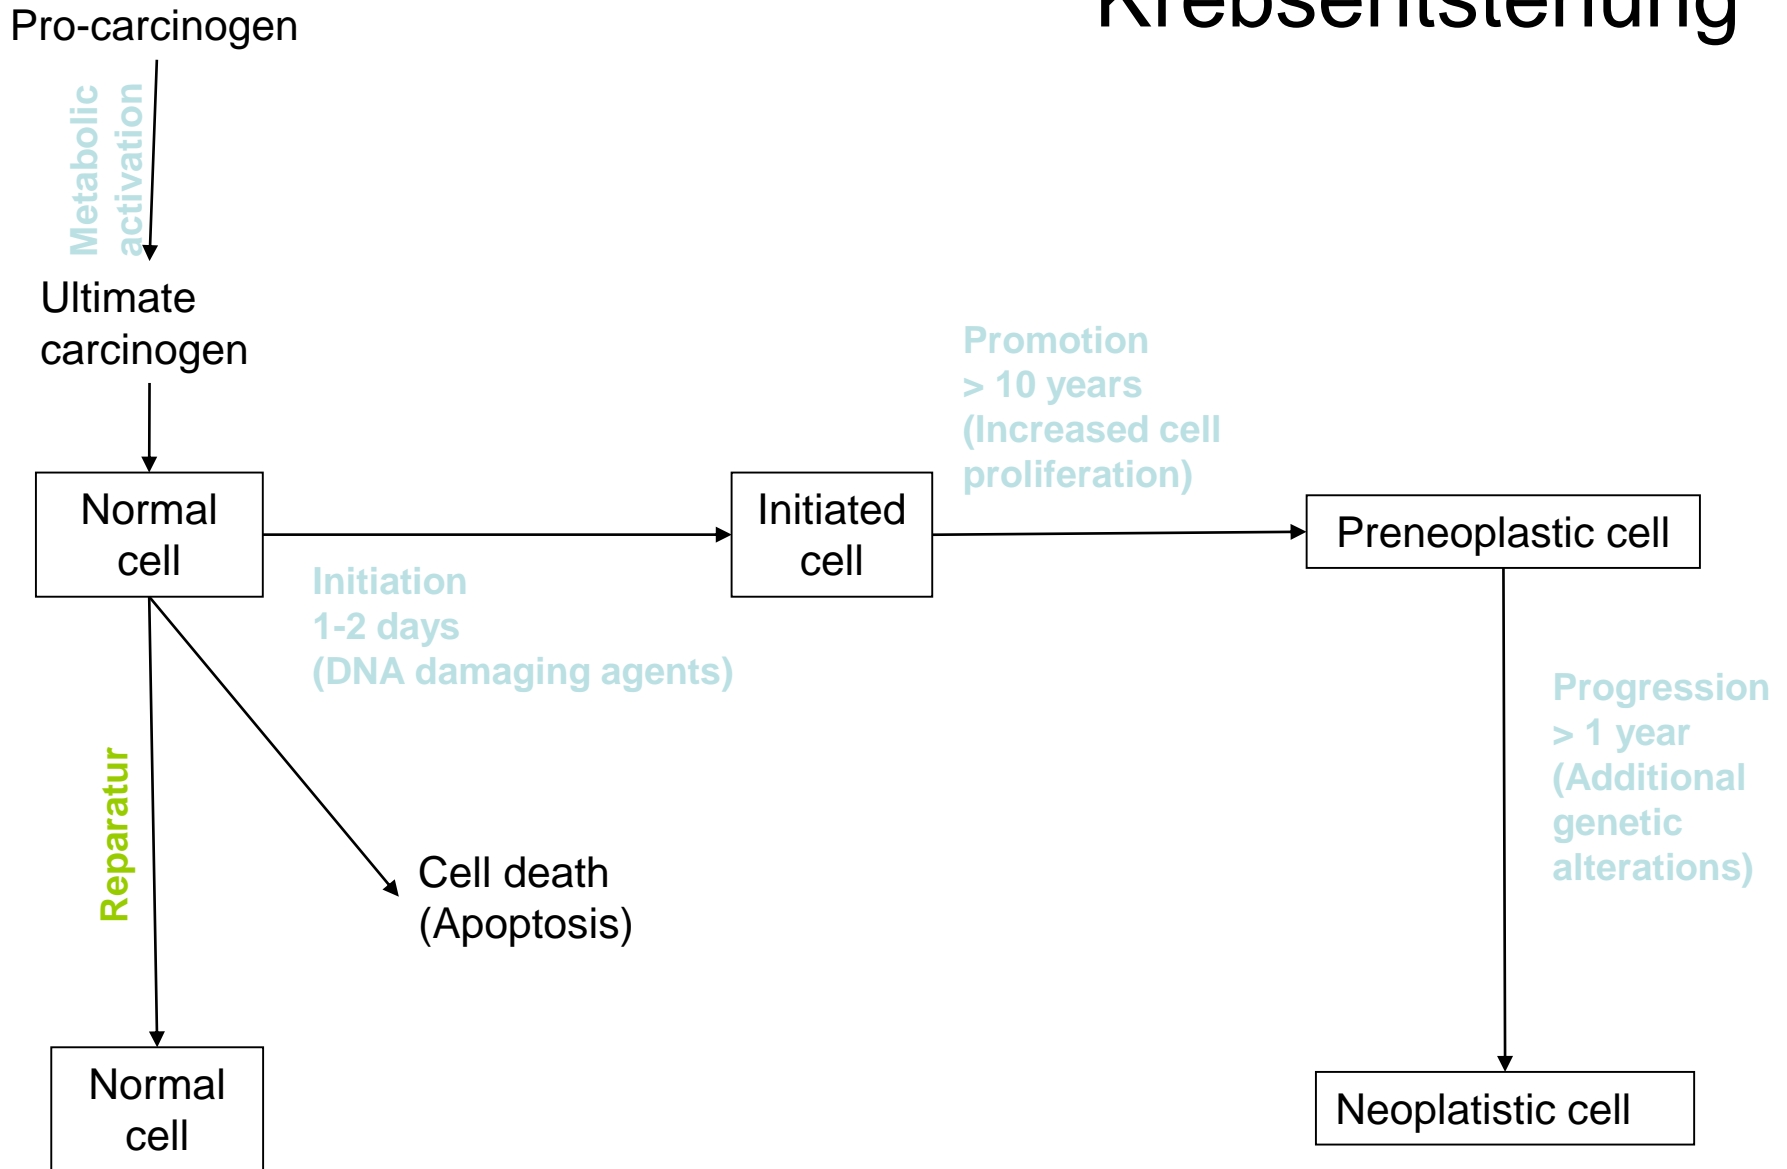 Krebsentstehung
Pro-carcinogen
Metabolic
activation
Ultimate
carcinogen
Promotion
> 10 years
(Increased cell
proliferation)
Normal
cell
Initiated
cell
Preneoplastic cell
Initiation
1-2 days
(DNA damaging agents)
Progression
> 1 year
(Additional
genetic
alterations)
Reparatur
Cell death
(Apoptosis)
Normal
cell
Neoplatistic cell